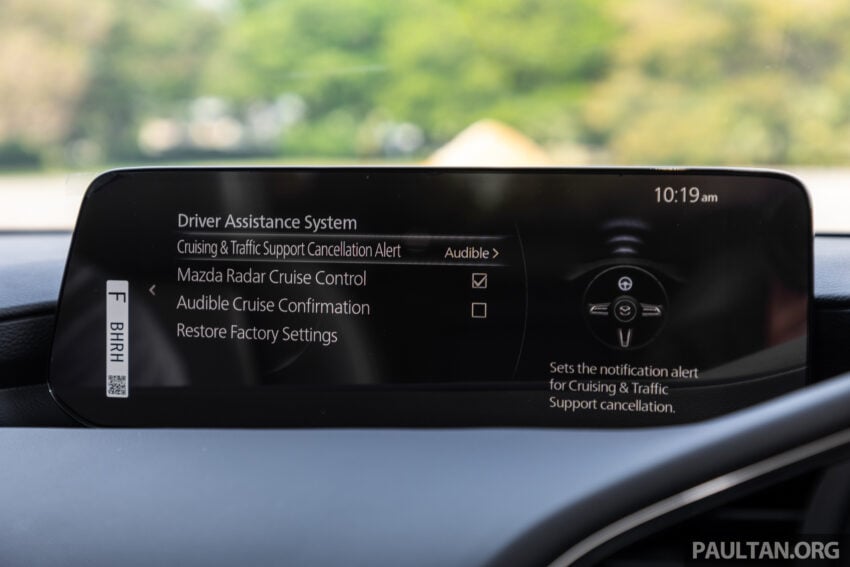 10:19am
Driver Assistance System
Cruising & Traffic Support Cancellation Alert Audible >
Mazda Radar Cruise Control
Audible Cruise Confirmation
Restore Factory Settings
Sets the notification alert
for Cruising & Traffic
Support cancellation.
F BHRH
PAULTAN.ORG